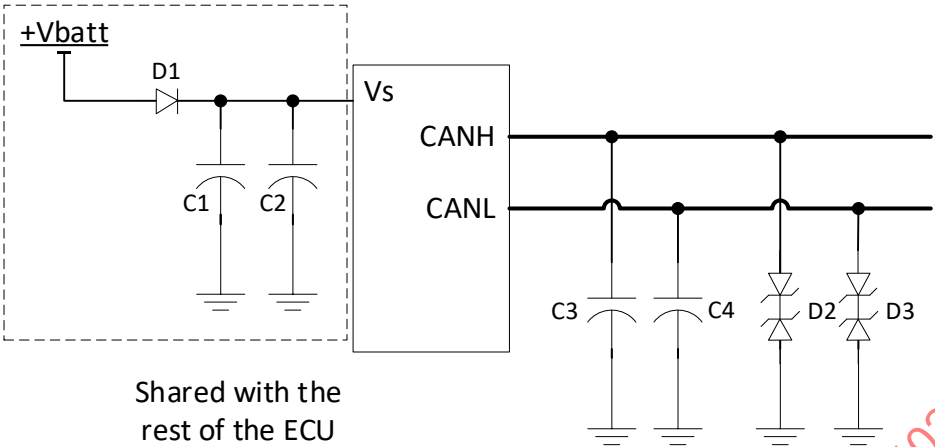 +Vbatt
D1
Vs
CANH
C1
C2
CANL
C3
C4
D2
D3
Shared with the
rest of the ECU